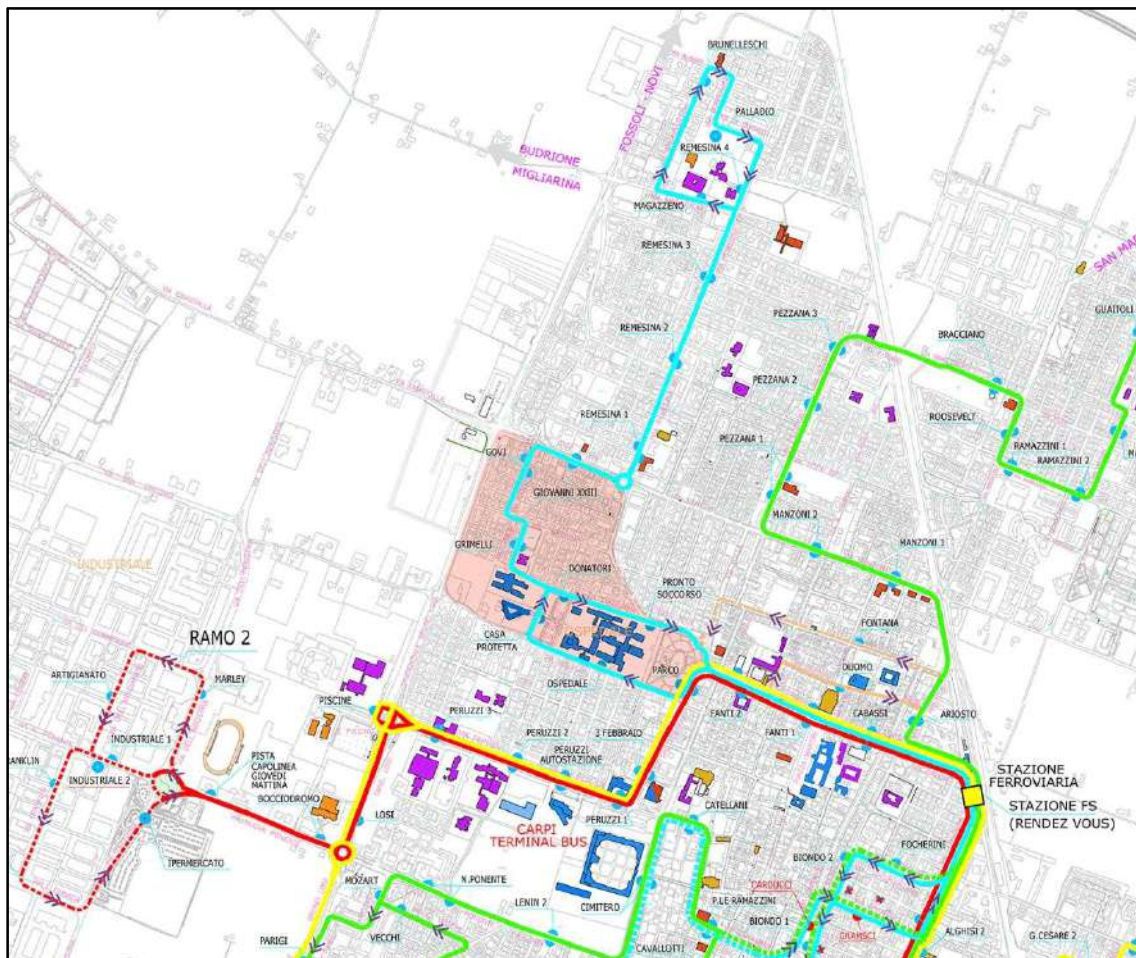 BRUNELLESCHI
FOSSOLI - NOVI
PALLADIO
BUDRIONE
MIGLIARINA
REMESINA 4
MAGAZZENO
REMESINA 3
SAN MAR
GUAITOLI
PEZZANA 3
BRACCIANO
REMESINA 2
PEZZANA 2
ROOSEVELT
REMESINA 1
PEZZANA 1
RAMAZZINI 1
RAMAZZINI 2
GOVI
GIOVANNI XXIII
MANZONI 2
MANZONI 1
GRIMELLI
INDUSTRIALE
DONATORI
PRONTO
SOCCORSO
FONTANA
RAMO 2
CASA
PROTETTA
PARCO
DUOMO
ARTIGIANATO
MARLEY
PISCINE
OSPEDALE
CABASSI
ARIOSTO
PERUZZI 3
FANTI 2
INDUSTRIALE 1
PERUZZI 2
3 FEBBRAIO
FANTI 1
PERUZZI
AUTOSTAZIONE
RANKLIN
INDUSTRIALE 2
PISTA
CAPOLINEA
GIOVEDI
MATTINA
BOCCIODROMO
STAZIONE
FERROVIARIA
STAZIONE FS
(RENDEZ VOUS)
LOSI
PERUZZI 1
CATELLANI
CARPI
TERMINAL BUS
IPERMERCATO
FOCHERINI
BIONDO 2
MOZART
N.PONENTE
CIMITERO
CARDUCCI
P.LE RAMAZZINI
LENIN 2
BIONDO 1
GRAMSCI
PARIGI
VECCHI
CAVALLOTTI
ALGHISI 2
G.CESARE 2